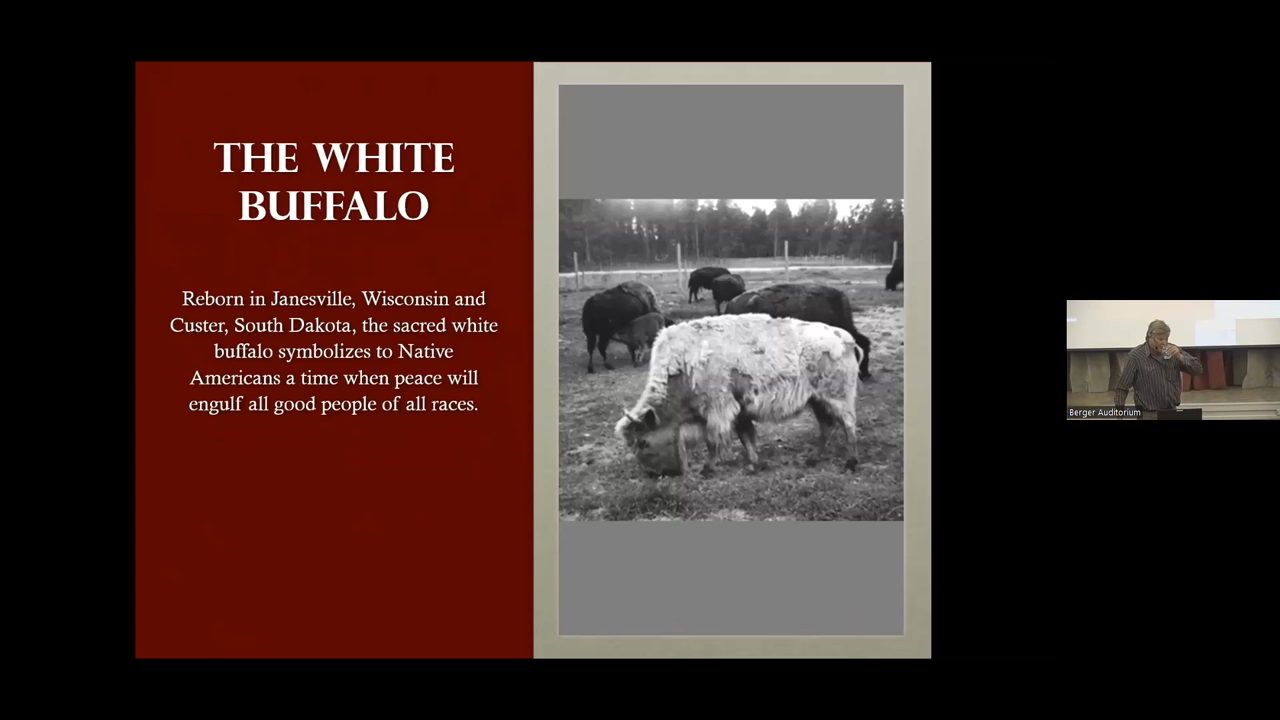 THE WHITE
BUFFALO
Reborn in Janesville, Wisconsin and
Custer, South Dakota, the sacred white
buffalo symbolizes to Native
Americans a time when peace will
engulf all good people of all races.
Berger Auditorium